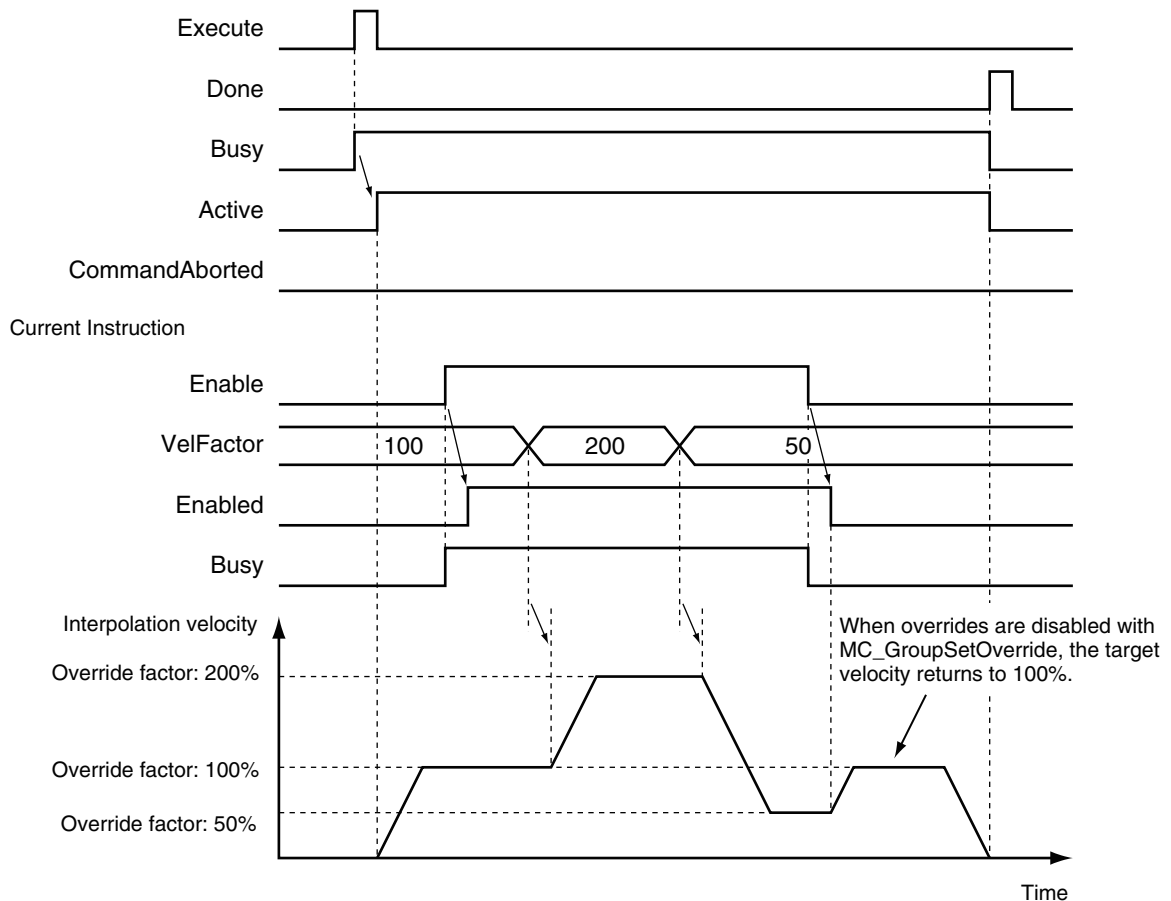 Execute
Done
Busy
Active
CommandAborted
Current Instruction
Enable
VelFactor
100
200
50
Enabled
Busy
Interpolation velocity
When overrides are disabled with
MC_GroupSetOverride, the target
velocity returns to 100%.
Override factor: 200%
Override factor: 100%
Override factor: 50%
Time